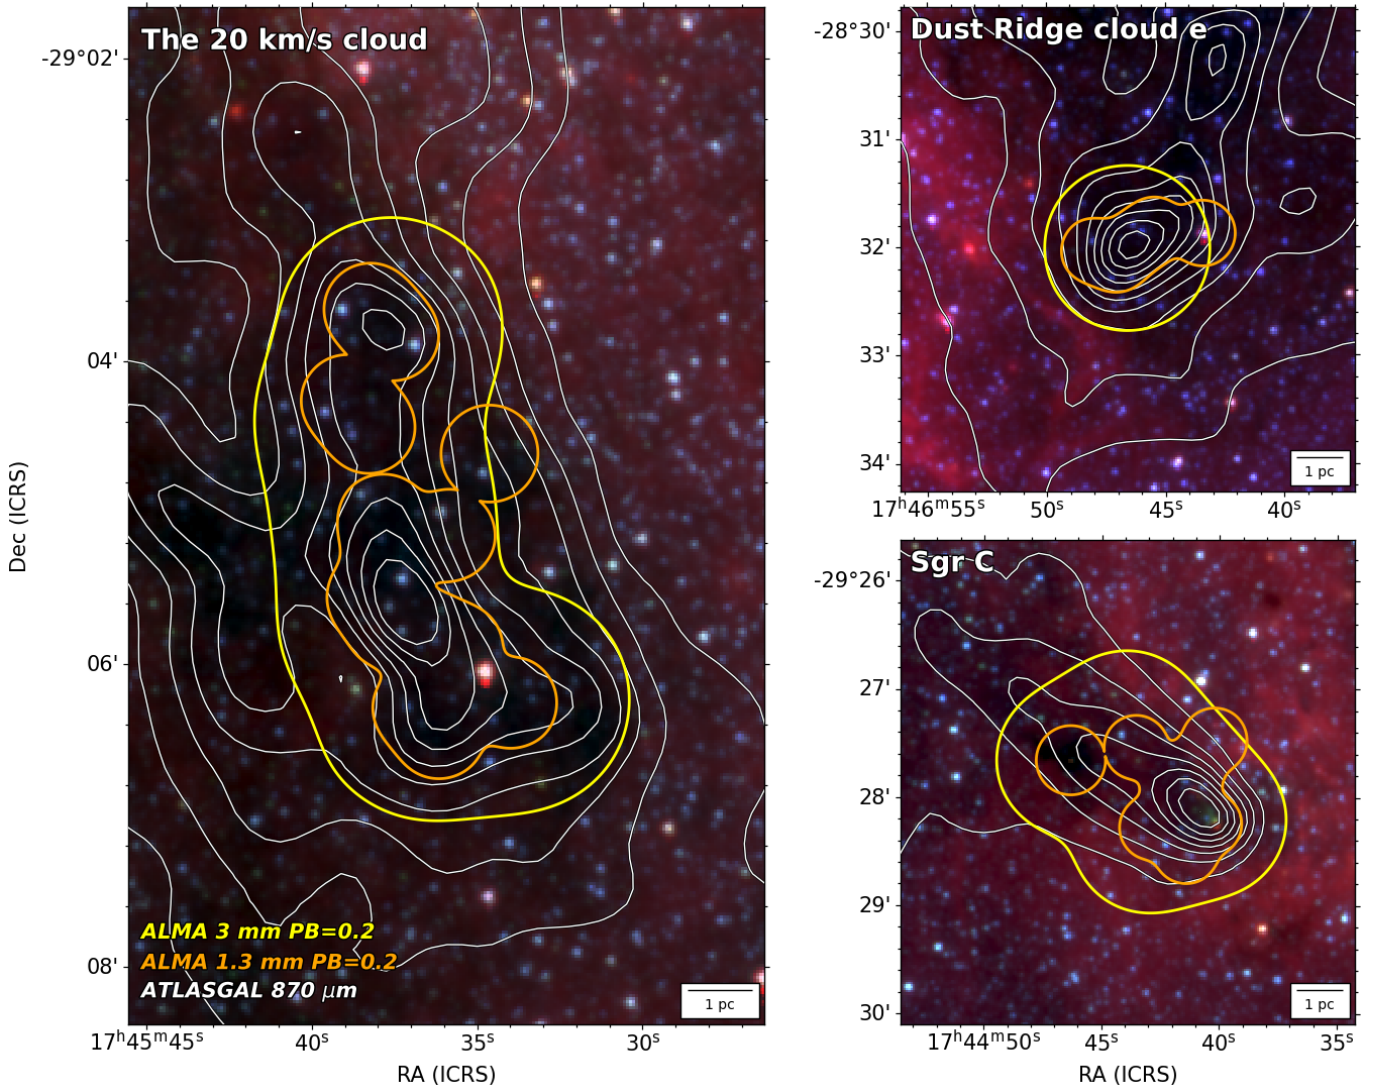 The 20 km/s cloud
-29°02'
04'
06'
08'
Dec (ICRS)
ALMA 3 mm PB=0.2
ALMA 1.3 mm PB=0.2
ATLASGAL 870 μm
1 pc
17ʰ45ᵐ45ˢ
40ˢ
35ˢ
30ˢ
RA (ICRS)
Dust Ridge cloud e
-28°30'
31'
32'
33'
34'
1 pc
17ʰ46ᵐ55ˢ
50ˢ
45ˢ
40ˢ
Sgr C
-29°26'
27'
28'
29'
30'
1 pc
17ʰ44ᵐ50ˢ
45ˢ
40ˢ
35ˢ
RA (ICRS)